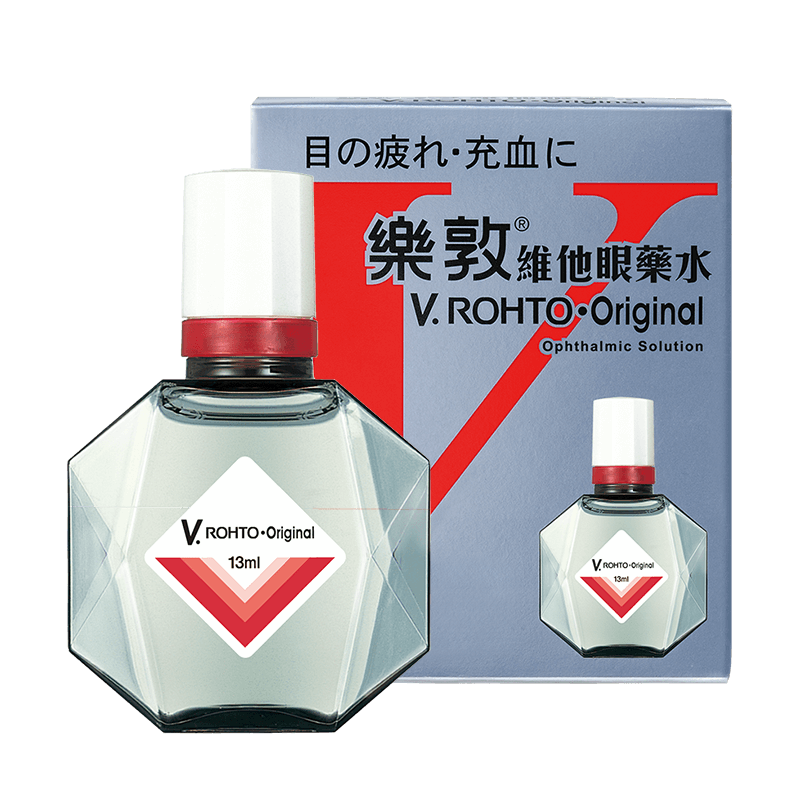 V.ROHTO•Original
目の疲れ・充血に
樂敦®維他眼藥水
V.ROHTO•Original
Ophthalmic Solution
V.ROHTO•Original
13ml
V.ROHTO•Original
13ml